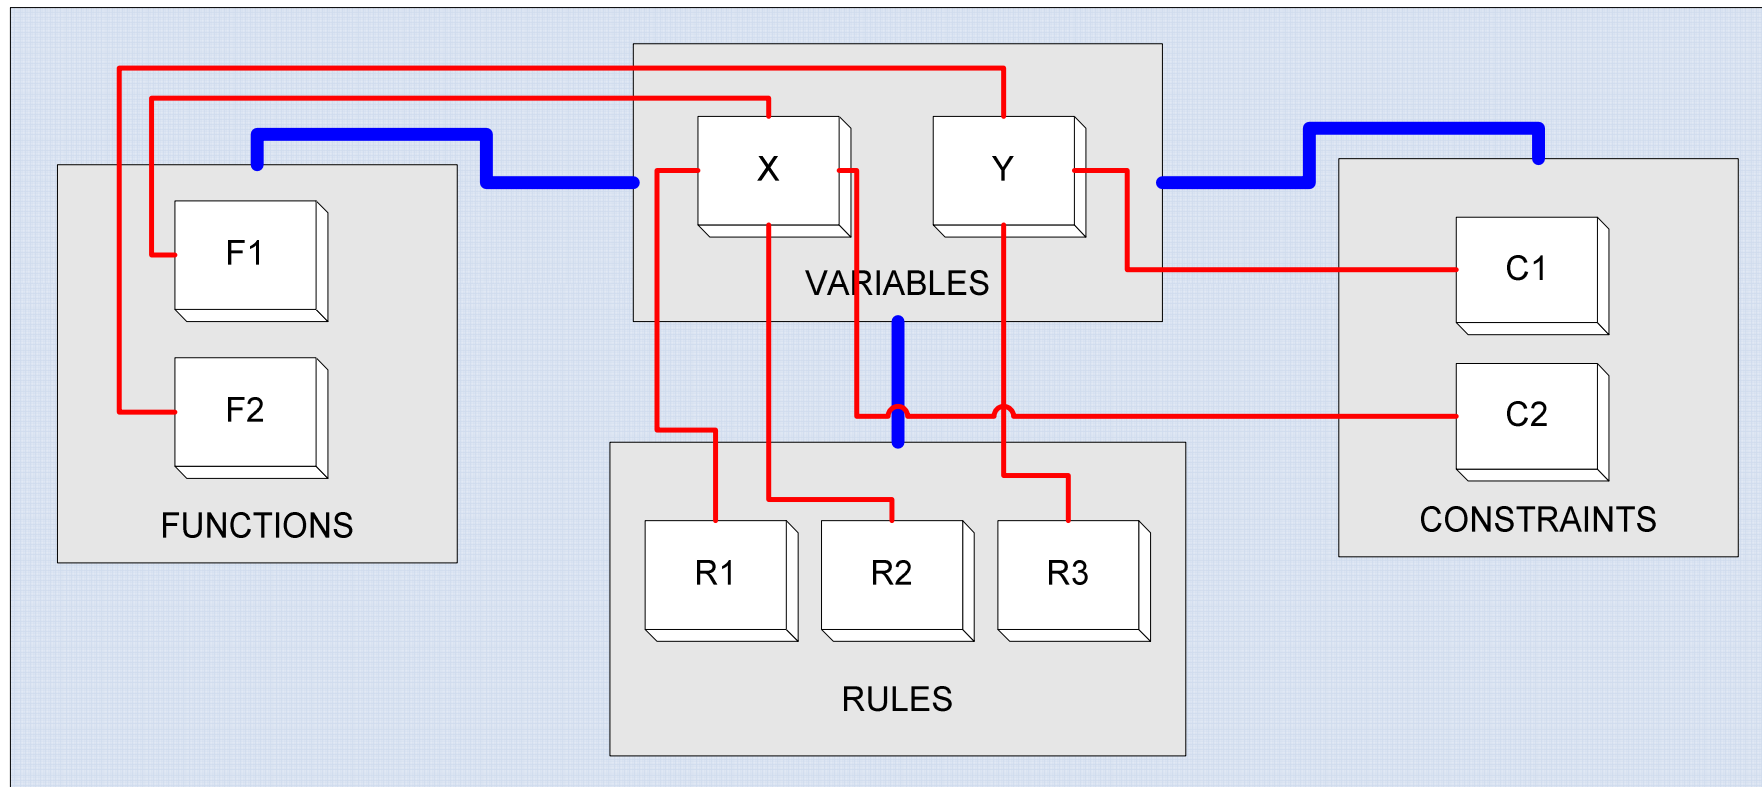 X
Y
VARIABLES
F1
F2
FUNCTIONS
C1
C2
CONSTRAINTS
R1
R2
R3
RULES